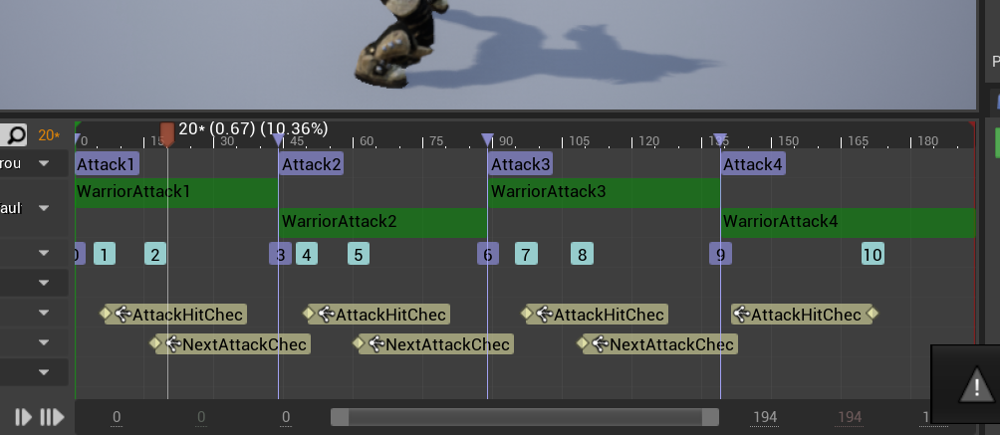 P
20* (0.67) (10.36%)
20*
0 15 30 45 60 75 90 105 120 135 150 165 180
rou Attack1 Attack2 Attack3 Attack4
WarriorAttack1 WarriorAttack3
ault WarriorAttack2 WarriorAttack4
0 1 2 3 4 5 6 7 8 9 10
AttackHitChec AttackHitChec AttackHitChec AttackHitChec
NextAttackChec NextAttackChec NextAttackChec
0 0 0 194 194